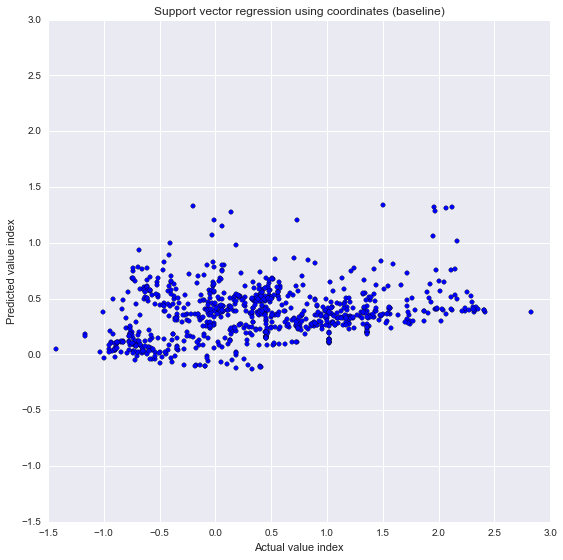 Support vector regression using coordinates (baseline)
3.0
2.5
2.0
1.5
1.0
0.5
0.0
−0.5
−1.0
−1.5
Predicted value index
−1.5 −1.0 −0.5 0.0 0.5 1.0 1.5 2.0 2.5 3.0
Actual value index